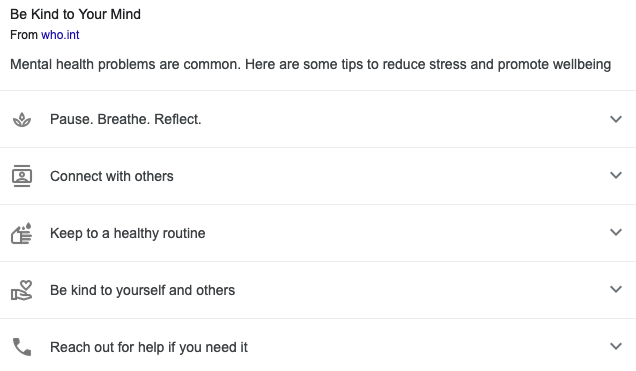 Be Kind to Your Mind
From who.int
Mental health problems are common. Here are some tips to reduce stress and promote wellbeing
Pause. Breathe. Reflect.
Connect with others
Keep to a healthy routine
Be kind to yourself and others
Reach out for help if you need it